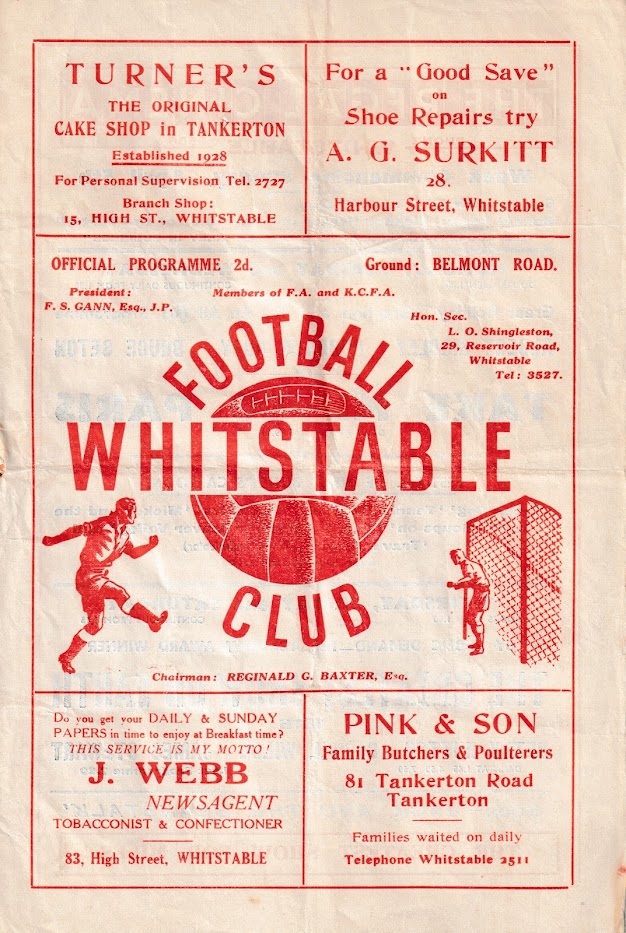 TURNER'S
THE ORIGINAL
CAKE SHOP in TANKERTON
Established 1928
For Personal Supervision Tel. 2727
Branch Shop:
15, HIGH ST., WHITSTABLE
For a "Good Save"
on
Shoe Repairs try
A. G. SURKITT
28.
Harbour Street, Whitstable
OFFICIAL PROGRAMME 2d.
Ground: BELMONT ROAD.
President:
F. S. GANN, Esq., J.P.
Members of F.A. and K.C.F.A.
Hon. Sec.
L. O. Shingleston,
29, Reservoir Road,
Whitstable
Tel: 3527.
FOOTBALL
WHITSTABLE
CLUB
Chairman: REGINALD G. BAXTER, Esq.
Do you get your DAILY & SUNDAY
PAPERS in time to enjoy at Breakfast time?
THIS SERVICE IS MY MOTTO!
J. WEBB
NEWSAGENT
TOBACCONIST & CONFECTIONER
83, High Street, WHITSTABLE
PINK & SON
Family Butchers & Poulterers
81 Tankerton Road
Tankerton
Families waited on daily
Telephone Whitstable 2511